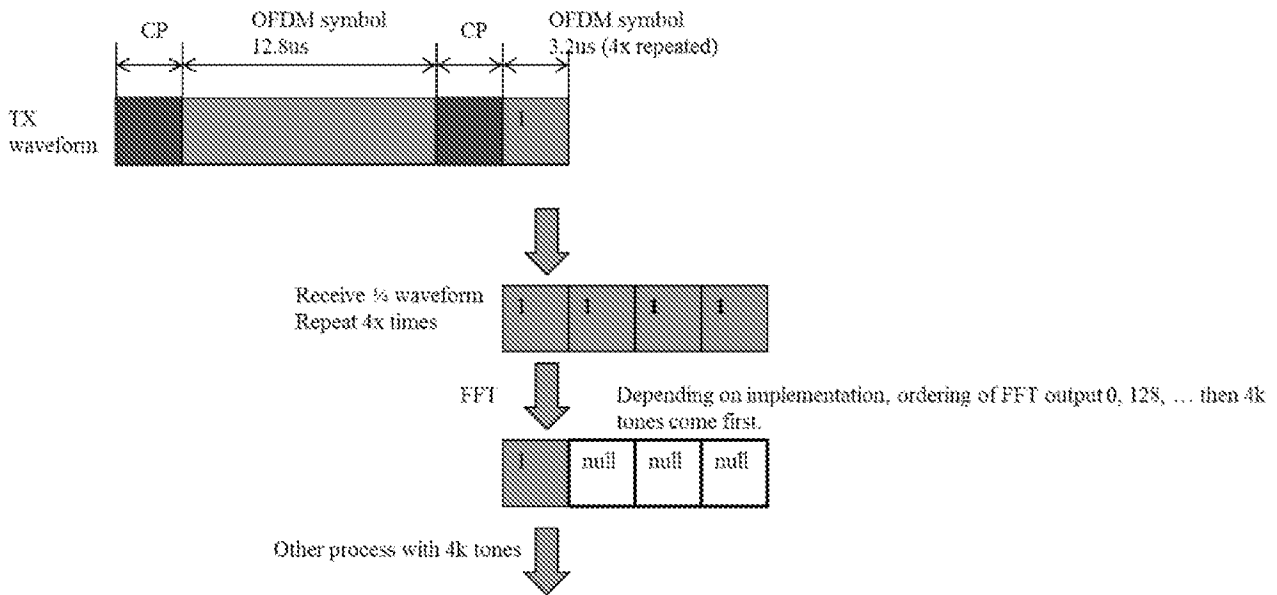 CP
OFDM symbol
12.8us
CP
OFDM symbol
3.2us (4x repeated)
TX
waveform
1
Receive ¼ waveform
Repeat 4x times
1 1 1 1
FFT
Depending on implementation, ordering of FFT output 0, 128, … then 4k
tones come first.
1 null null null
Other process with 4k tones